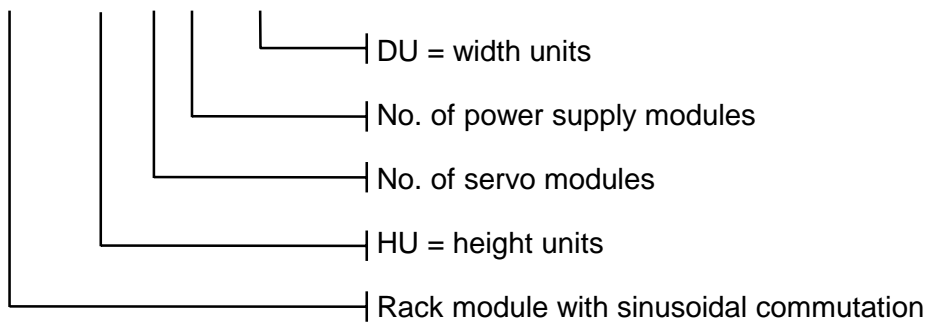 DU = width units
No. of power supply modules
No. of servo modules
HU = height units
Rack module with sinusoidal commutation